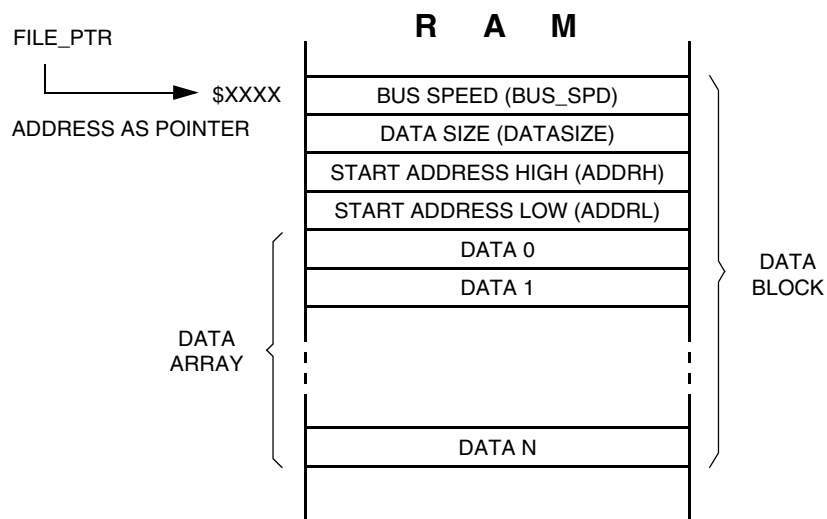 R A M
FILE_PTR
$XXXX
ADDRESS AS POINTER
BUS SPEED (BUS_SPD)
DATA SIZE (DATASIZE)
START ADDRESS HIGH (ADDRH)
START ADDRESS LOW (ADDRL)
DATA 0
DATA 1
DATA
BLOCK
DATA
ARRAY
DATA N